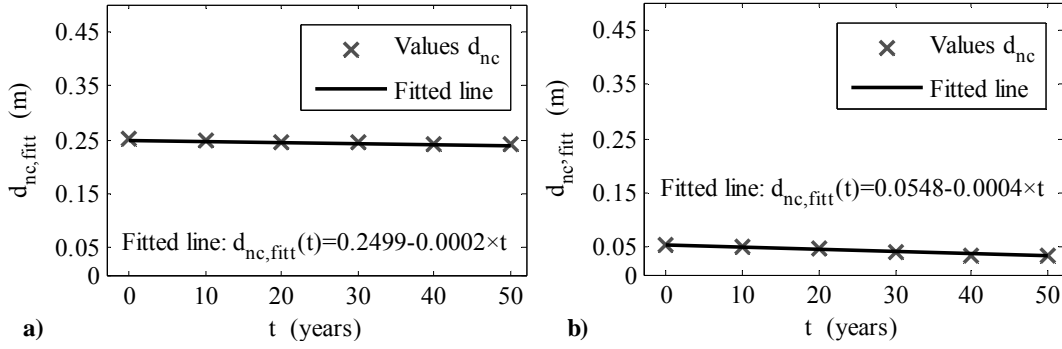 0.45
0.35
0.25
0.15
0.05
0
d_nc,fitt (m)
Values d_nc
Fitted line
Fitted line: d_nc,fitt(t)=0.2499-0.0002×t
0 10 20 30 40 50
t (years)
a)
0.45
0.35
0.25
0.15
0.05
0
d_nc,fitt (m)
Values d_nc
Fitted line
Fitted line: d_nc,fitt(t)=0.0548-0.0004×t
0 10 20 30 40 50
t (years)
b)